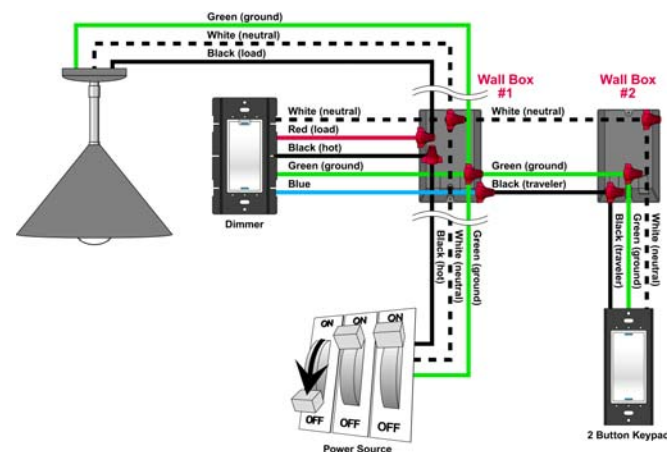 Green (ground)
White (neutral)
Black (load)
Wall Box
#1
Wall Box
#2
White (neutral)
Red (load)
Black (hot)
Green (ground)
Blue
Dimmer
White (neutral)
Green (ground)
Black (traveler)
Black (hot)
White (neutral)
Green (ground)
Black (traveler)
Green (ground)
White (neutral)
ON
ON
ON
OFF
OFF
OFF
Power Source
2 Button Keypad